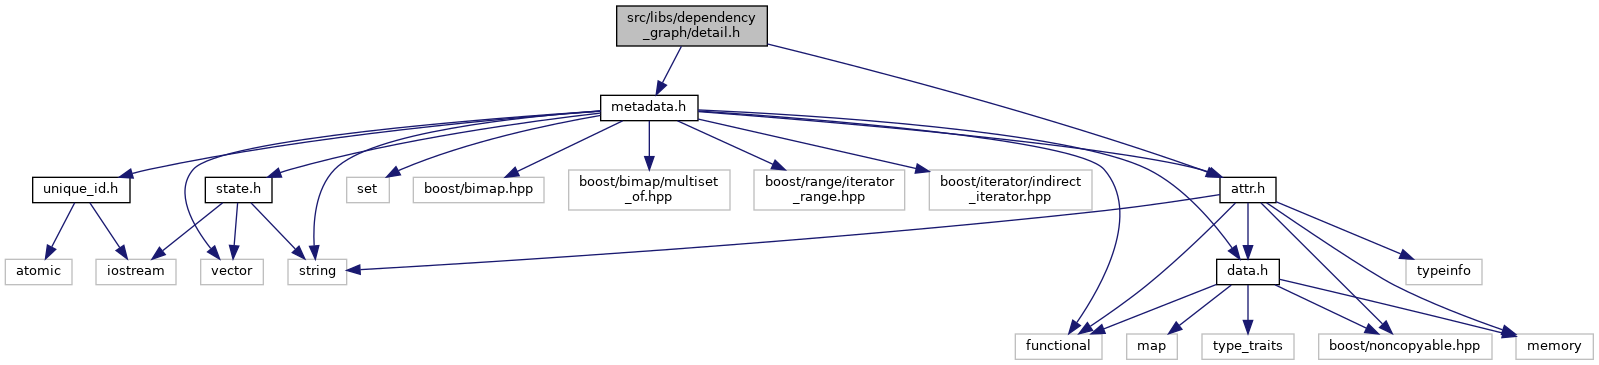 src/libs/dependency
_graph/detail.h
metadata.h
unique_id.h
state.h
set
boost/bimap.hpp
boost/bimap/multiset
_of.hpp
boost/range/iterator
_range.hpp
boost/iterator/indirect
_iterator.hpp
attr.h
atomic
iostream
vector
string
data.h
typeinfo
functional
map
type_traits
boost/noncopyable.hpp
memory